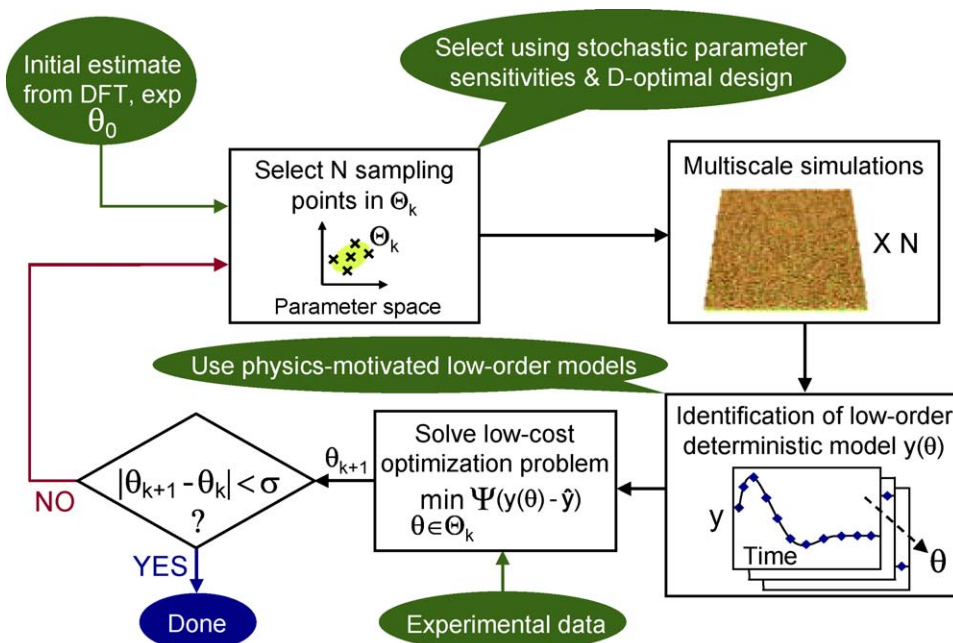 Initial estimate
from DFT, exp
θ₀
Select using stochastic parameter
sensitivities & D-optimal design
Select N sampling
points in Θₖ
Θₖ
Parameter space
Multiscale simulations
X N
Use physics-motivated low-order models
Identification of low-order
deterministic model y(θ)
y
Time
θ
Solve low-cost
optimization problem
min Ψ(y(θ) - ŷ)
θ∈Θₖ
θₖ₊₁
|θₖ₊₁ - θₖ| < σ
?
NO
YES
Done
Experimental data